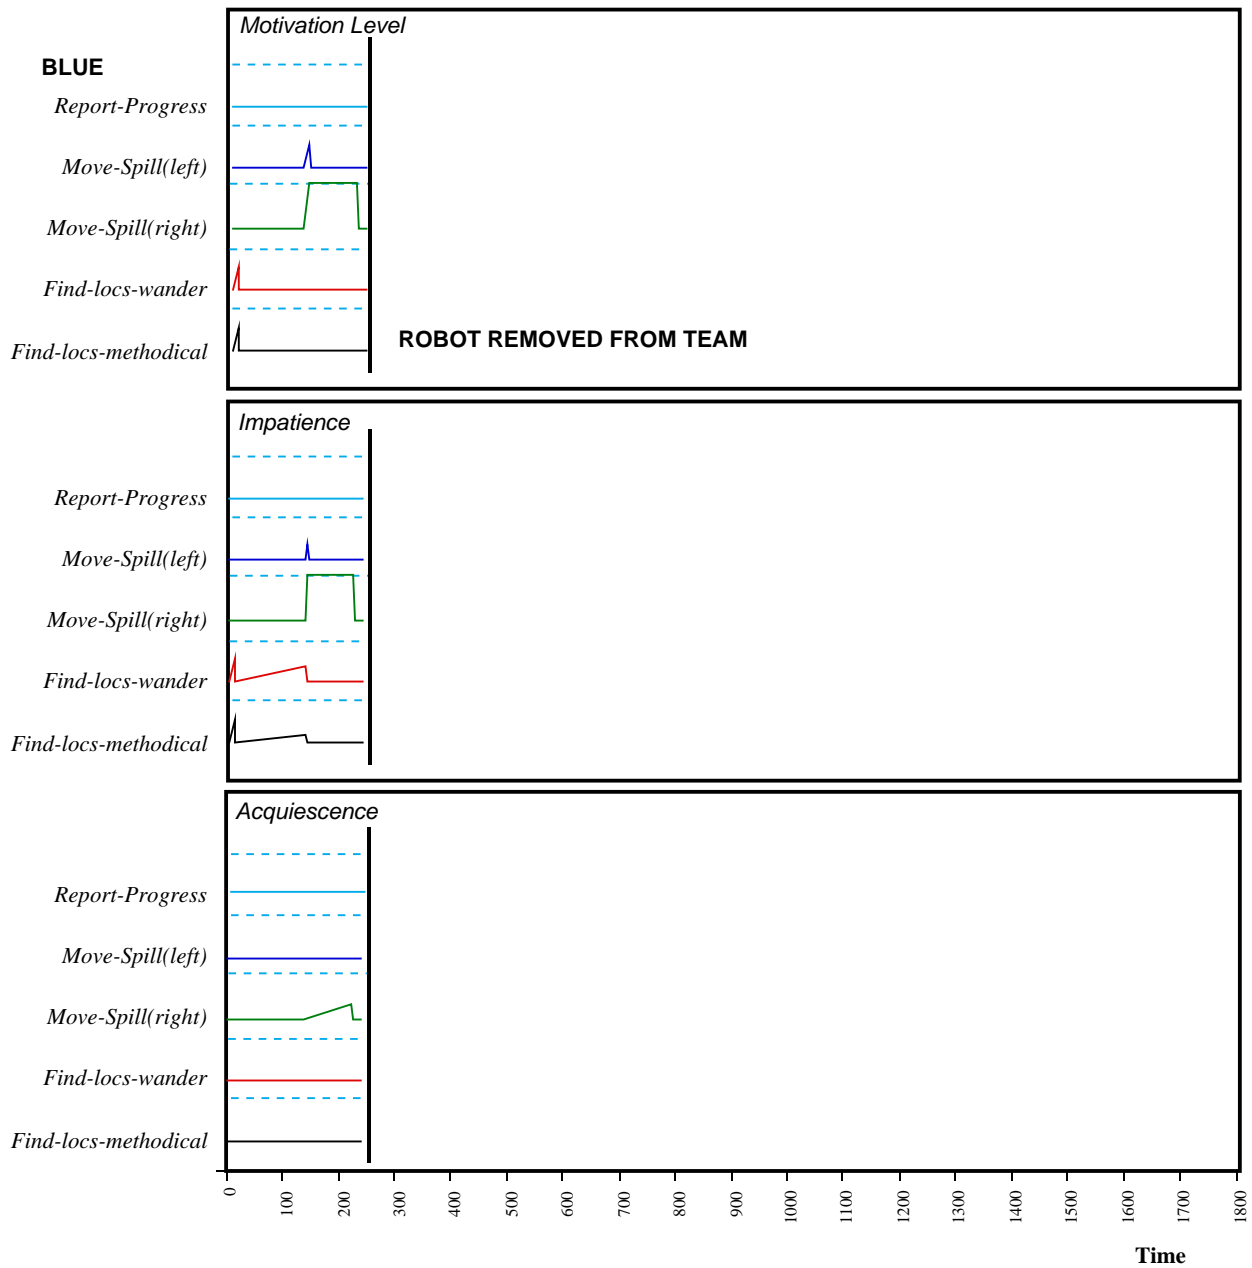 Motivation Level
BLUE
Report-Progress
Move-Spill(left)
Move-Spill(right)
Find-locs-wander
Find-locs-methodical
ROBOT REMOVED FROM TEAM
Impatience
Report-Progress
Move-Spill(left)
Move-Spill(right)
Find-locs-wander
Find-locs-methodical
Acquiescence
Report-Progress
Move-Spill(left)
Move-Spill(right)
Find-locs-wander
Find-locs-methodical
0 100 200 300 400 500 600 700 800 900 1000 1100 1200 1300 1400 1500 1600 1700 1800
Time